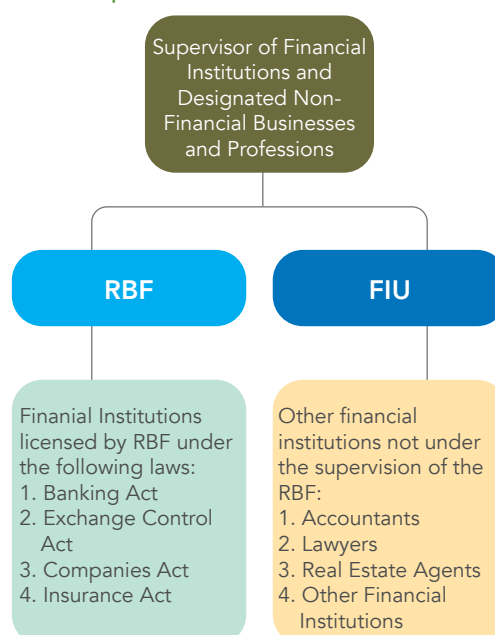 Supervisor of Financial
Institutions and
Designated Non-
Financial Businesses
and Professions
RBF
FIU
Finanial Institutions
licensed by RBF under
the following laws:
1. Banking Act
2. Exchange Control
Act
3. Companies Act
4. Insurance Act
Other financial
institutions not under
the supervision of the
RBF:
1. Accountants
2. Lawyers
3. Real Estate Agents
4. Other Financial
Institutions